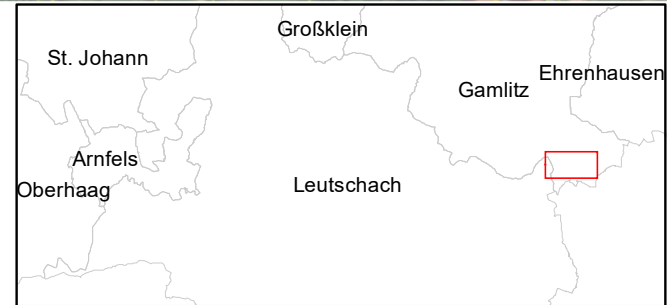 Großklein
St. Johann
Ehrenhausen
Gamlitz
Arnfels
Leutschach
Oberhaag